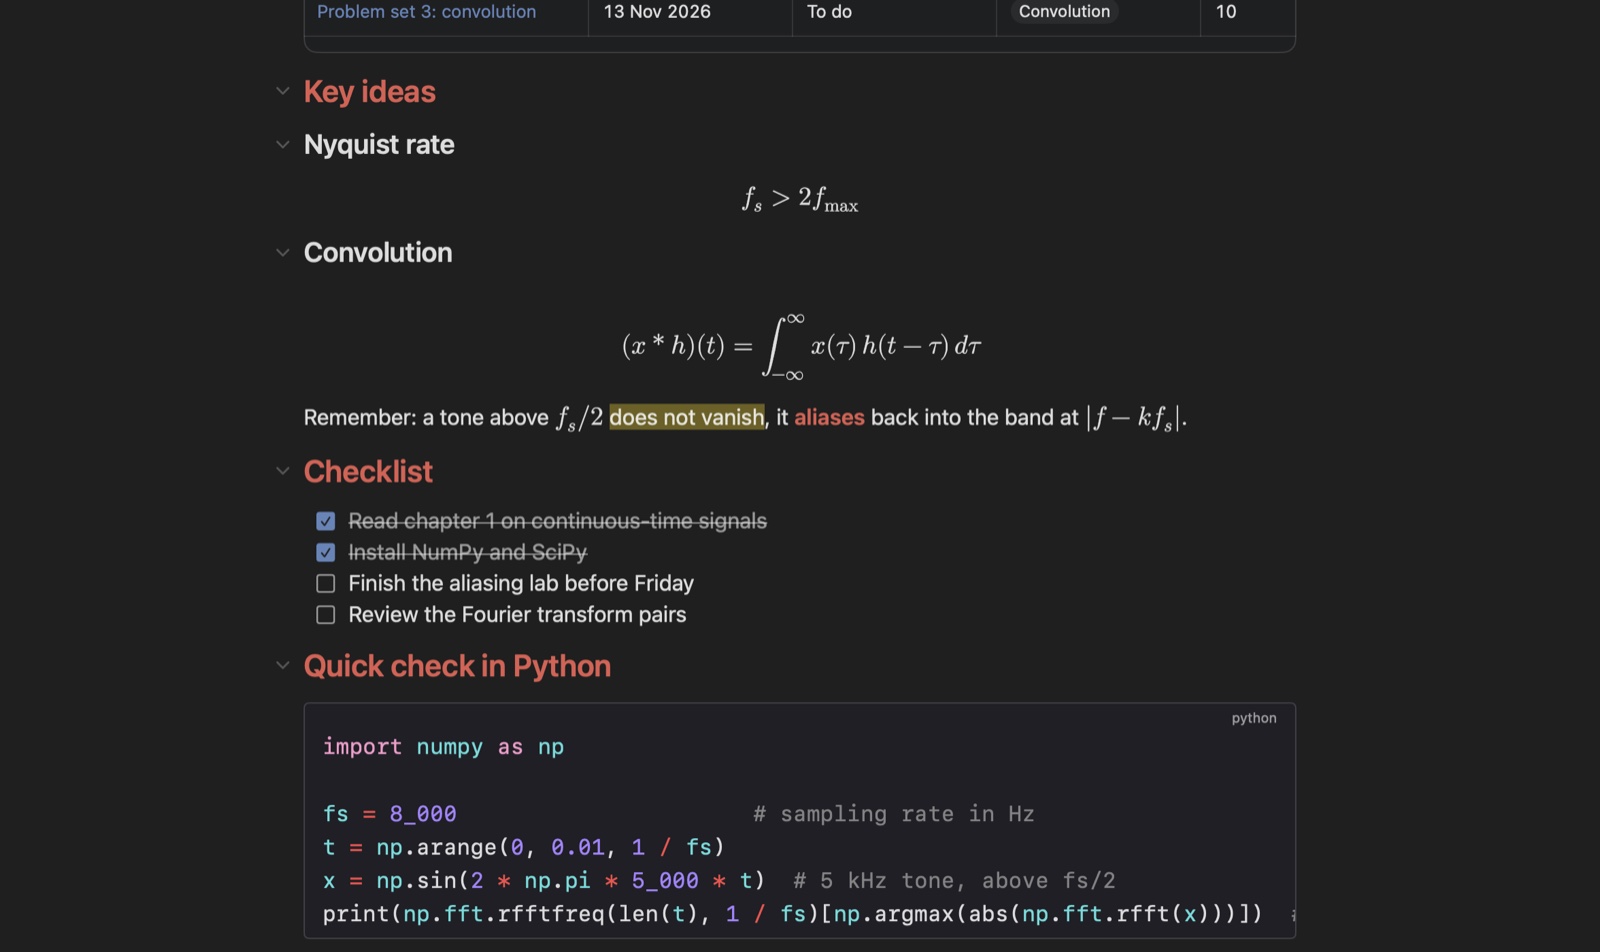 Problem set 3: convolution 13 Nov 2026 To do Convolution 10
Key ideas
Nyquist rate
fₛ > 2f_max
Convolution
(x * h)(t) = ∫_{-∞}^{∞} x(τ) h(t − τ) dτ
Remember: a tone above fₛ/2 does not vanish, it aliases back into the band at |f − kfₛ|.
Checklist
Read chapter 1 on continuous-time signals
Install NumPy and SciPy
Finish the aliasing lab before Friday
Review the Fourier transform pairs
Quick check in Python
python
import numpy as np
fs = 8_000 # sampling rate in Hz
t = np.arange(0, 0.01, 1 / fs)
x = np.sin(2 * np.pi * 5_000 * t) # 5 kHz tone, above fs/2
print(np.fft.rfftfreq(len(t), 1 / fs)[np.argmax(abs(np.fft.rfft(x)))])